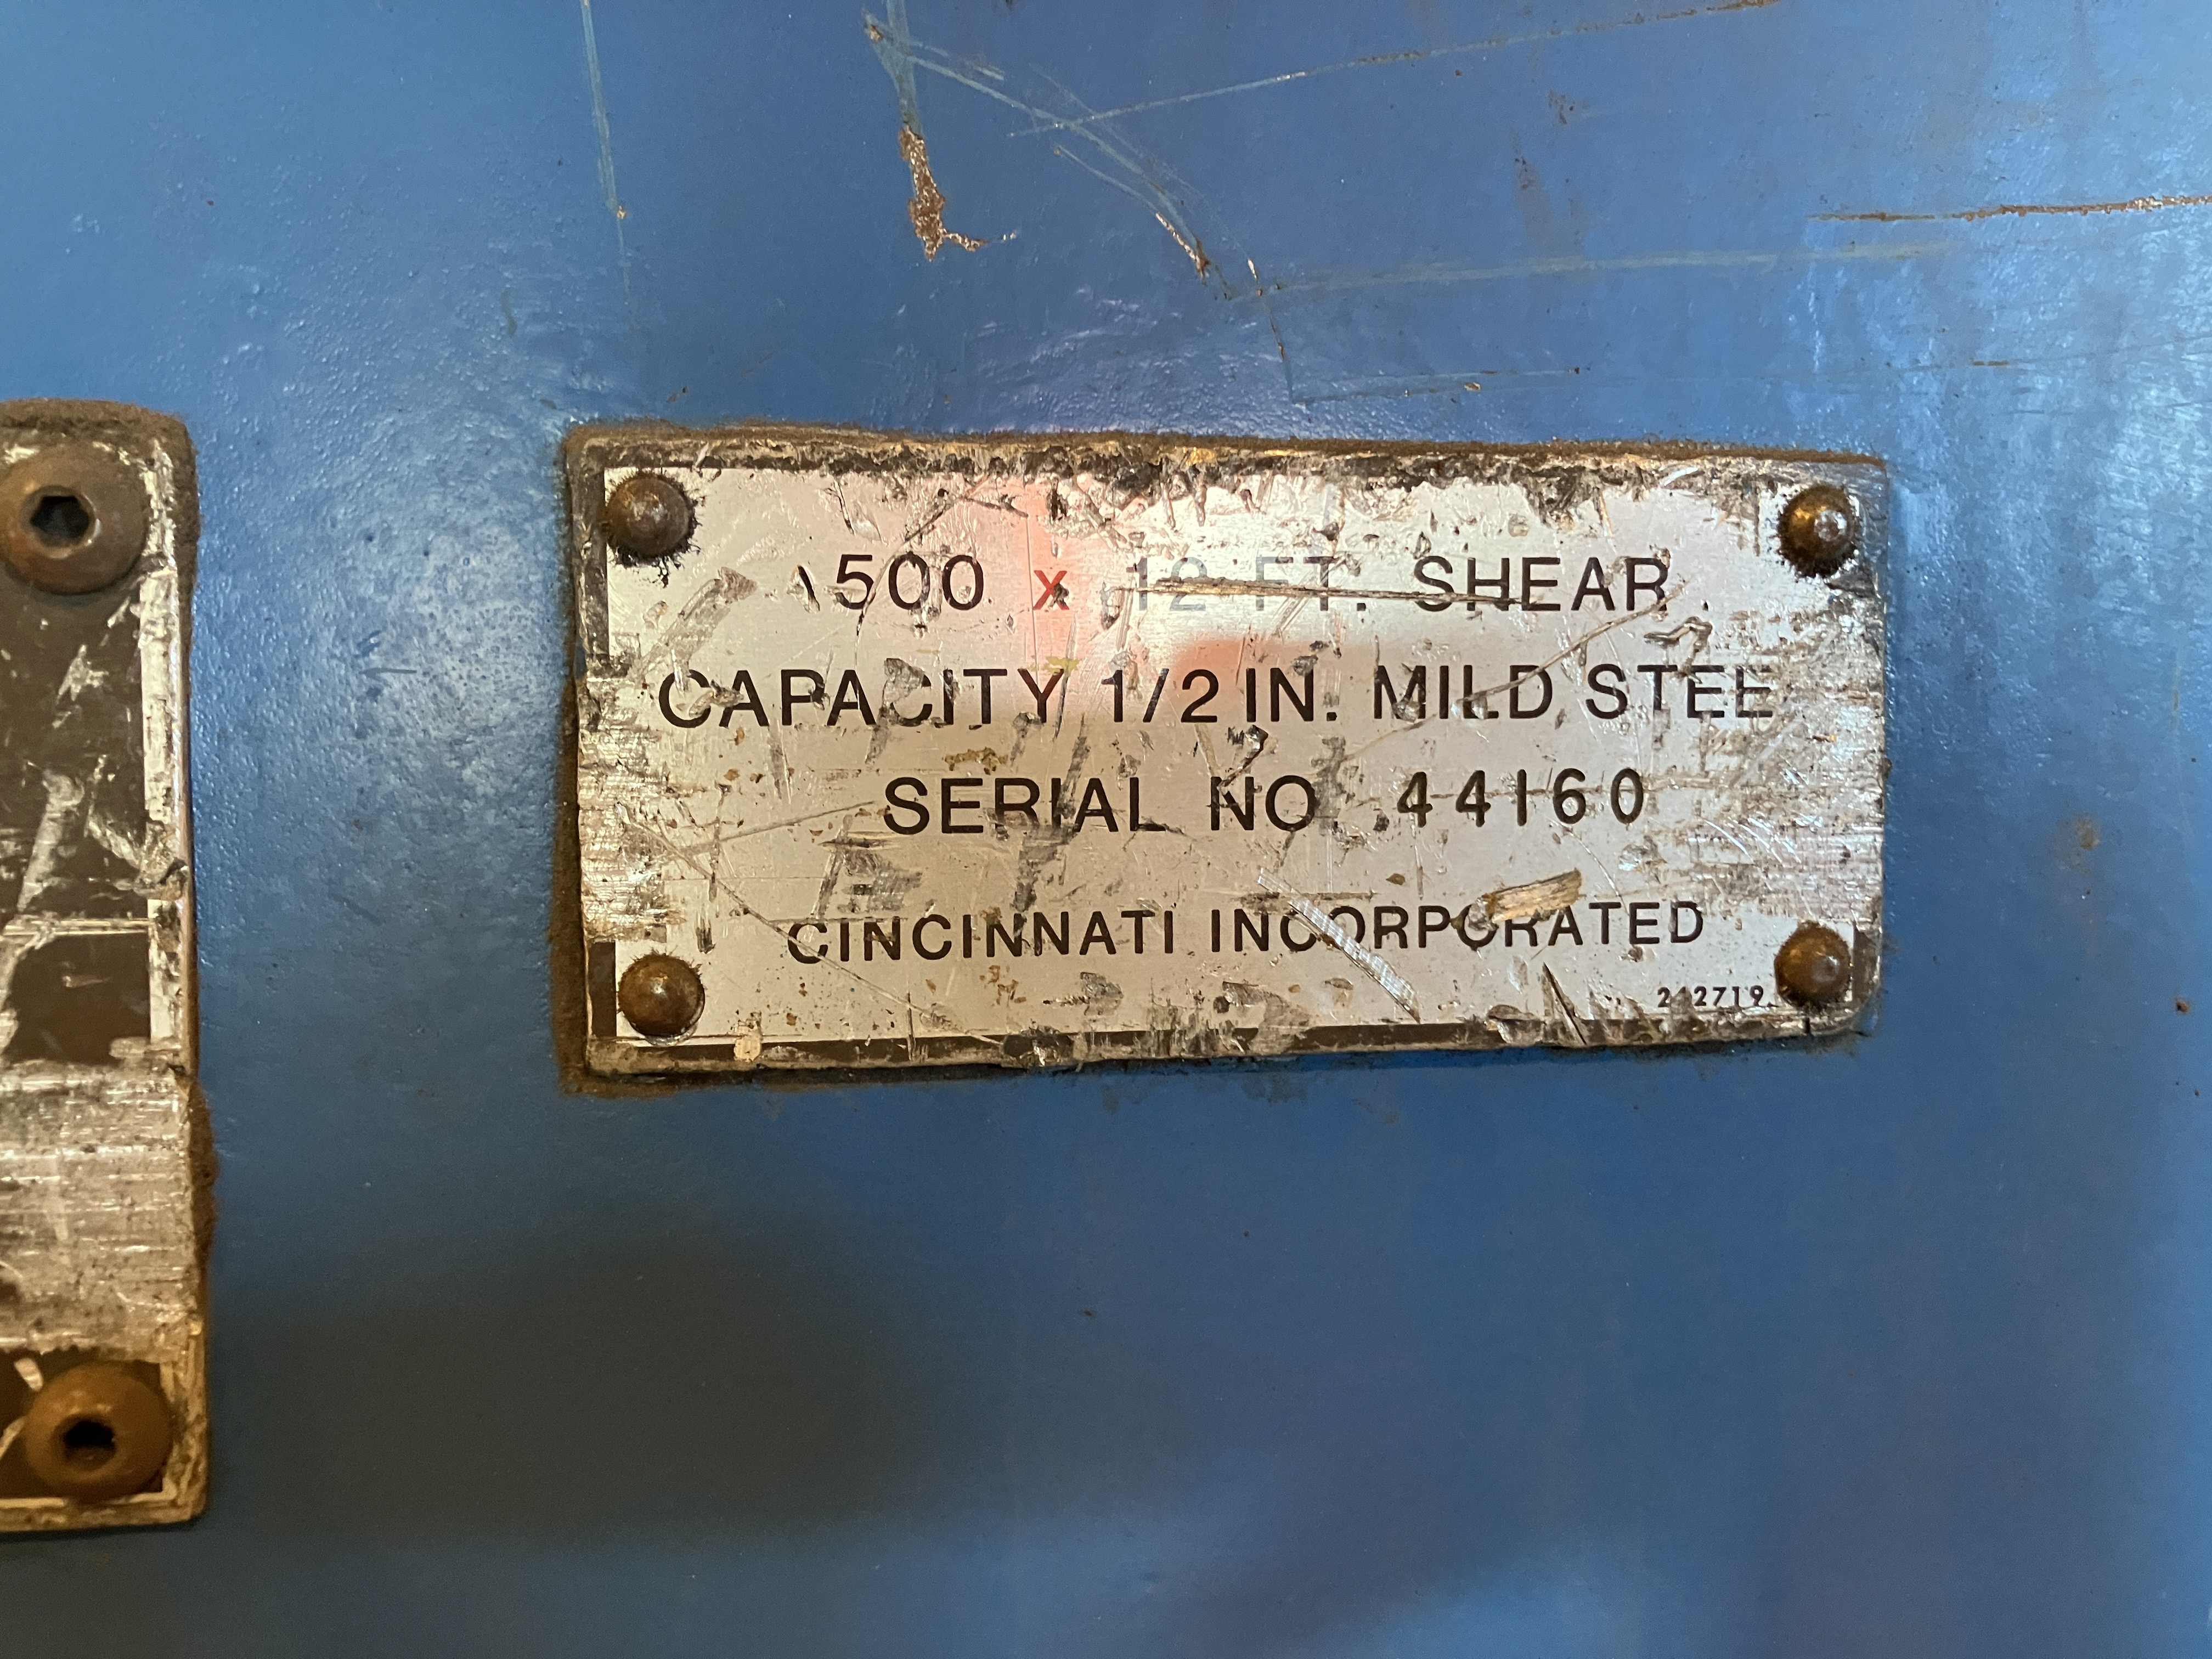 500 x 12 FT. SHEAR
CAPACITY 1/2 IN. MILD STEE
SERIAL NO. 44160
CINCINNATI INCORPORATED